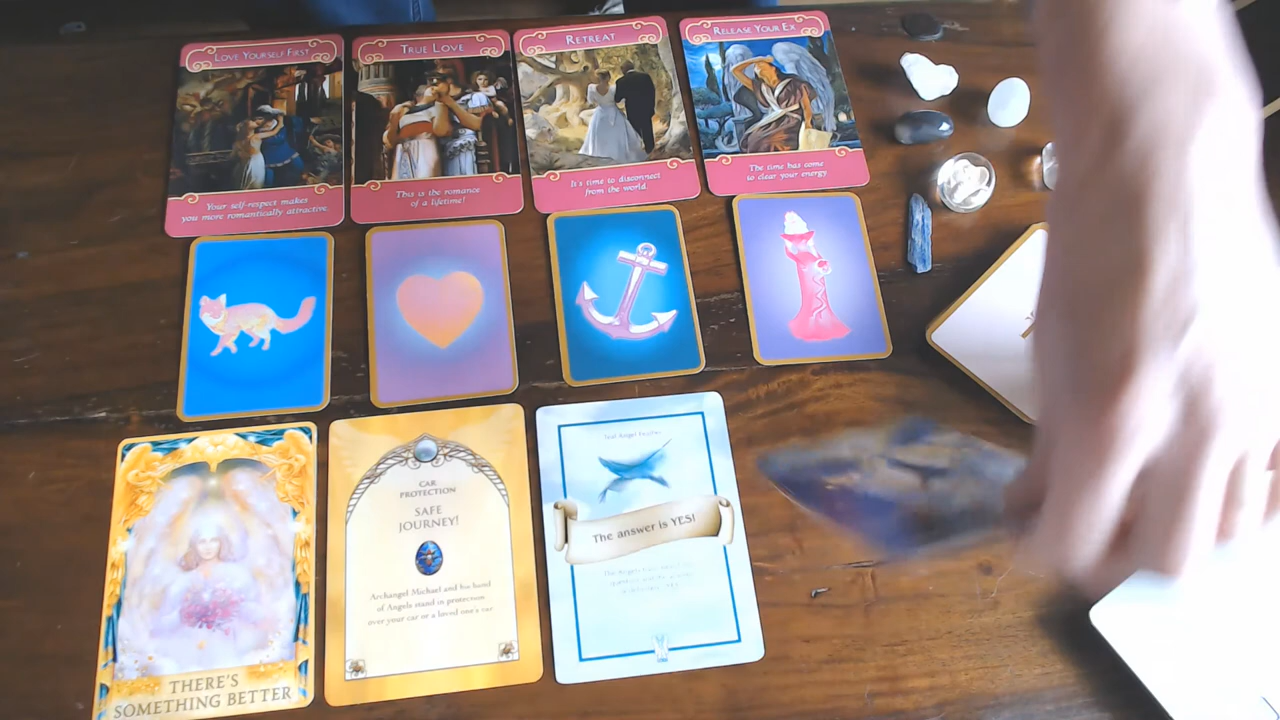 LOVE YOURSELF FIRST
Your self-respect makes
you more romantically attractive.
TRUE LOVE
This is the romance
of a lifetime!
RETREAT
It's time to disconnect
from the world.
RELEASE YOUR EX
The time has come
to clear your energy
THERE'S
SOMETHING BETTER
CAR
PROTECTION
SAFE
JOURNEY!
Archangel Michael and his band
of Angels stand in protection
over your car or a loved one's car
The answer is YES!